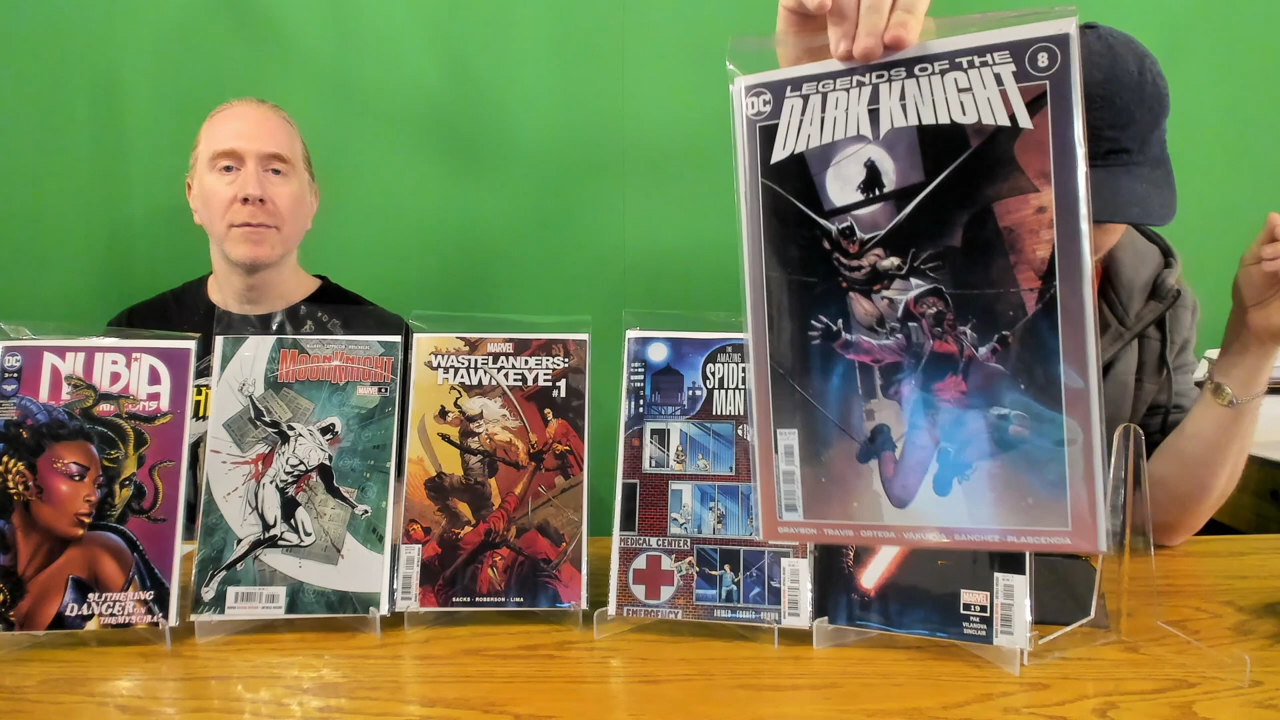 DC
NUBIA
SLITHERING
DANGER ON
THEMYSCIRA!
MOON KNIGHT
MARVEL
MARVEL
WASTELANDERS:
HAWKEYE #1
SACKS • ROBERSON • LIMA
THE
AMAZING
SPIDER
MAN
MEDICAL CENTER
EMERGENCY
DC
LEGENDS OF THE
DARK KNIGHT
8
BRAYSON • TRAVIS • ORTEGA • VAKUEVA • SANCHEZ • PLASCENCIA
MARVEL
19
PAK
VILANOVA
SINCLAIR